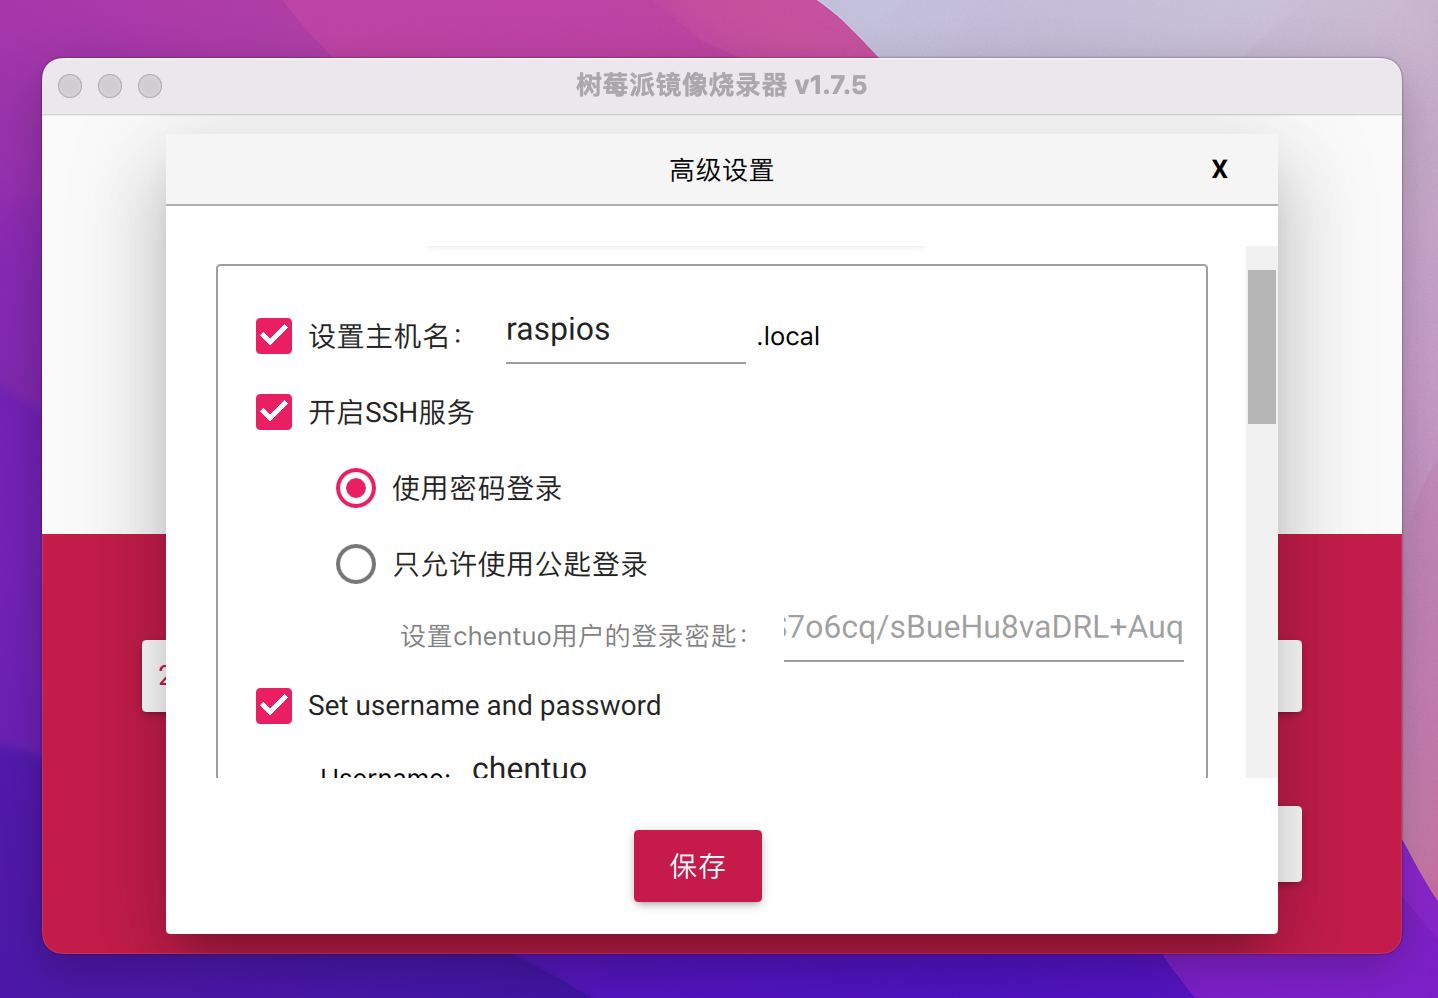 树莓派镜像烧录器 v1.7.5
高级设置 X
设置主机名： raspios .local
开启SSH服务
使用密码登录
只允许使用公匙登录
设置chentuo用户的登录密匙： 7o6cq/sBueHu8vaDRL+Auq
Set username and password
Username: chentuo
保存